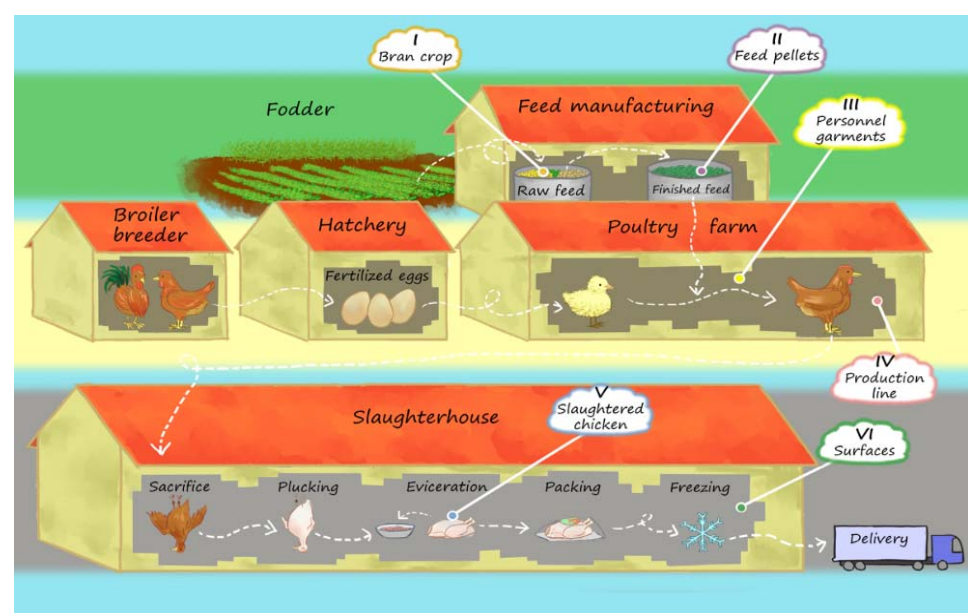 I
Bran crop
II
Feed pellets
Fodder
Feed manufacturing
III
Personnel
garments
Raw feed
Finished feed
Broiler
breeder
Hatchery
Poultry farm
Fertilized eggs
IV
Production
line
V
Slaughtered
chicken
Slaughterhouse
VI
Surfaces
Sacrifice
Plucking
Eviceration
Packing
Freezing
Delivery